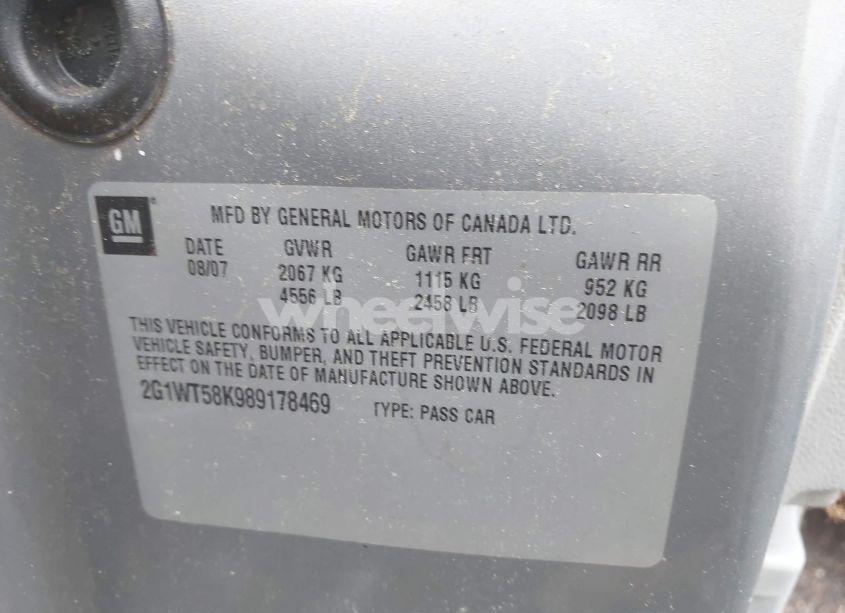 GM
MFD BY GENERAL MOTORS OF CANADA LTD.
DATE GVWR GAWR FRT GAWR RR
08/07 2067 KG 1115 KG 952 KG
4556 LB 2458 LB 2098 LB
wheelwise
THIS VEHICLE CONFORMS TO ALL APPLICABLE U.S. FEDERAL MOTOR
VEHICLE SAFETY, BUMPER, AND THEFT PREVENTION STANDARDS IN
EFFECT ON THE DATE OF MANUFACTURE SHOWN ABOVE.
2G1WT58K989178469 TYPE: PASS CAR